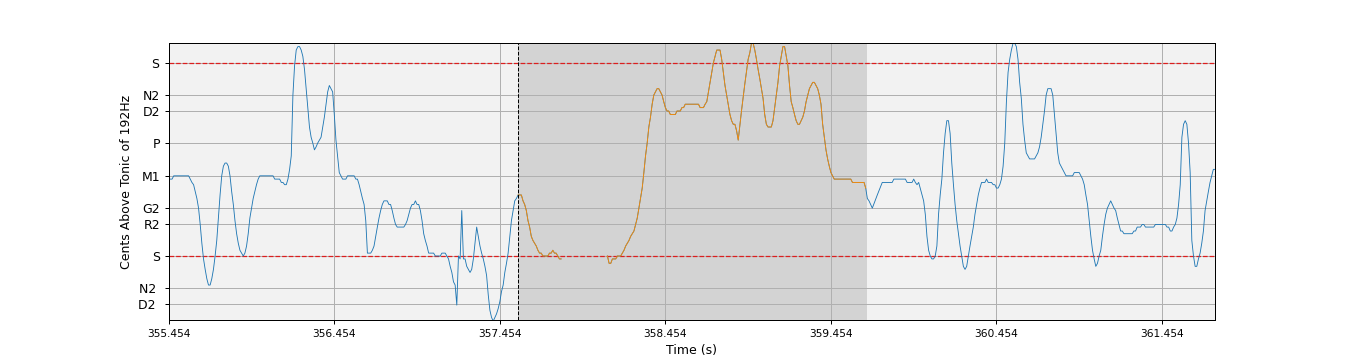 Cents Above Tonic of 192Hz
S
N2
D2
P
M1
G2
R2
S
N2
D2
355.454 356.454 357.454 358.454 359.454 360.454 361.454
Time (s)